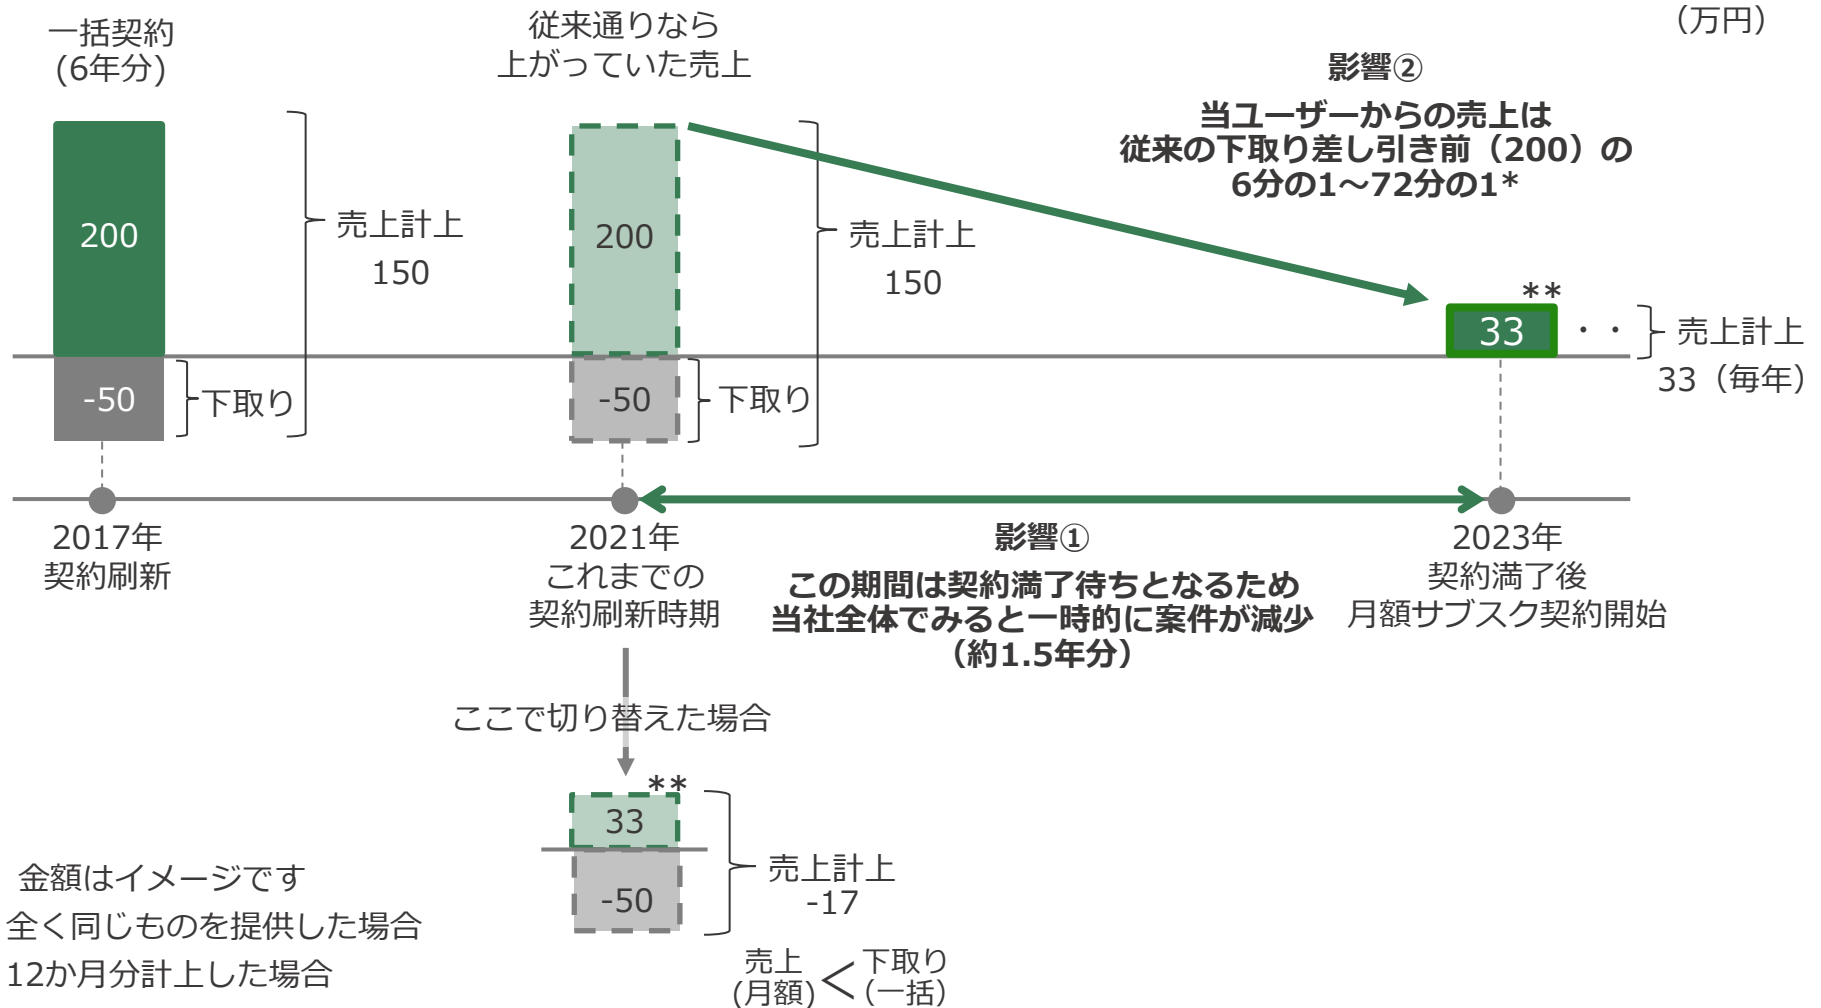 （万円）
一括契約
(6年分)
従来通りなら
上がっていた売上
影響②
当ユーザーからの売上は
従来の下取り差し引き前（200）の
6分の1～72分の1*
200
売上計上
150
-50
下取り
200
売上計上
150
-50
下取り
**
33
・・
売上計上
33（毎年）
2017年
契約刷新
2021年
これまでの
契約刷新時期
影響①
この期間は契約満了待ちとなるため
当社全体でみると一時的に案件が減少
（約1.5年分）
2023年
契約満了後
月額サブスク契約開始
ここで切り替えた場合
**
33
-50
売上計上
-17
売上
(月額)
＜
下取り
（一括）
金額はイメージです
全く同じものを提供した場合
12か月分計上した場合